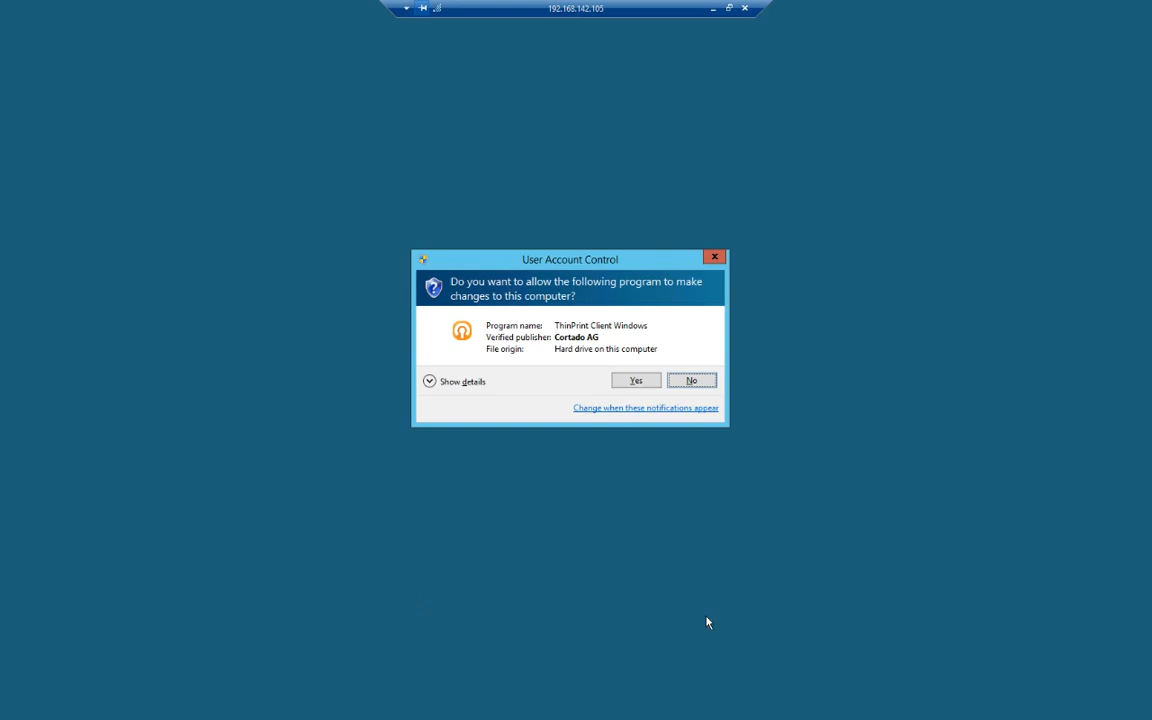 192.168.142.105
User Account Control
Do you want to allow the following program to make
changes to this computer?
Program name: ThinPrint Client Windows
Verified publisher: Cortado AG
File origin: Hard drive on this computer
Show details
Yes
No
Change when these notifications appear